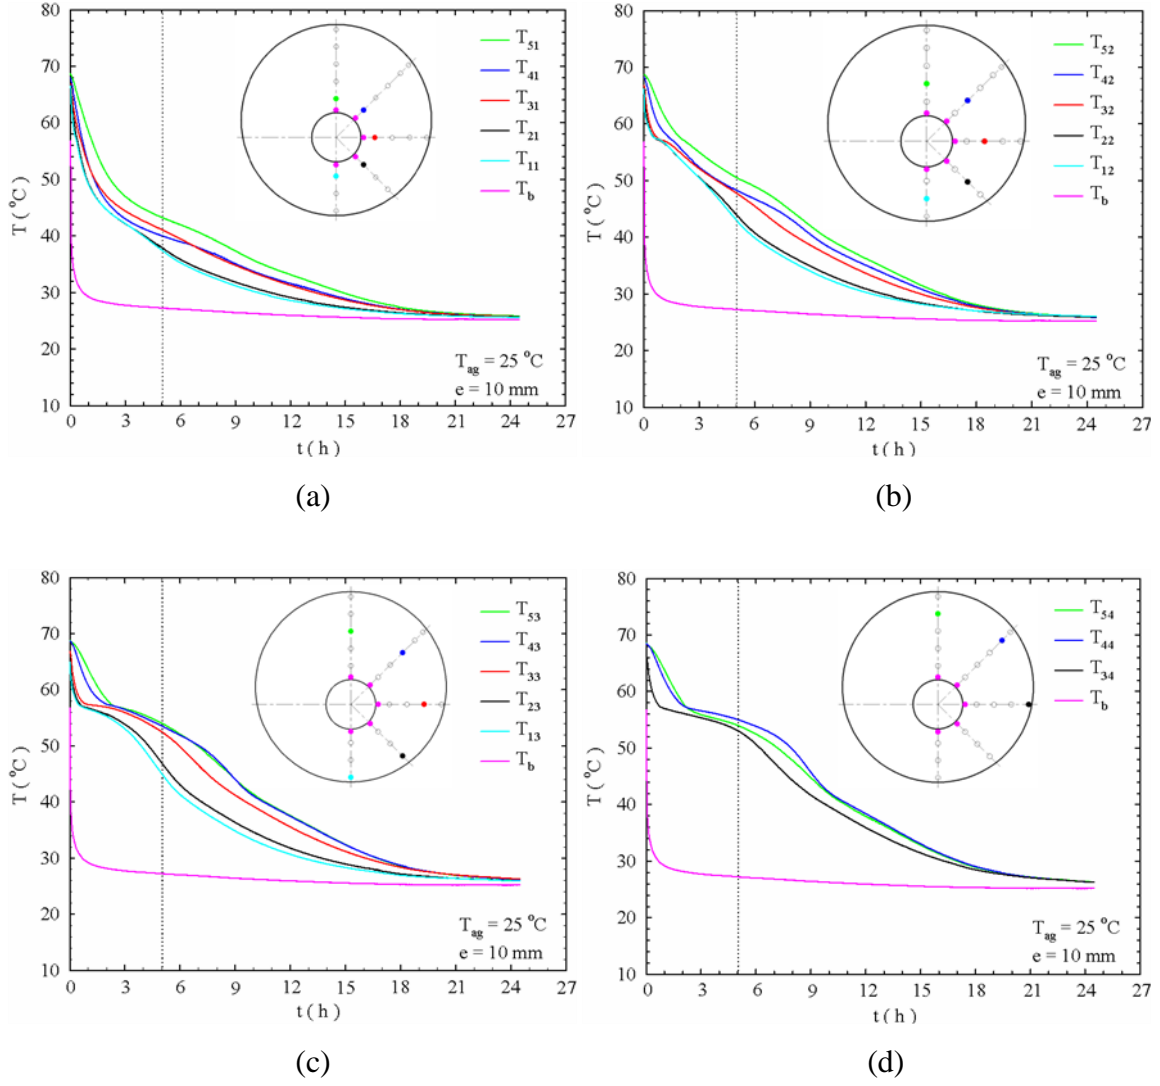 80
70
60
50
40
30
20
10
T ( °C )
0 3 6 9 12 15 18 21 24 27
t ( h )
T51
T41
T31
T21
T11
Tb
Tag = 25 °C
e = 10 mm
(a)
80
70
60
50
40
30
20
10
T ( °C )
0 3 6 9 12 15 18 21 24 27
t ( h )
T52
T42
T32
T22
T12
Tb
Tag = 25 °C
e = 10 mm
(b)
80
70
60
50
40
30
20
10
T ( °C )
0 3 6 9 12 15 18 21 24 27
t ( h )
T53
T43
T33
T23
T13
Tb
Tag = 25 °C
e = 10 mm
(c)
80
70
60
50
40
30
20
10
T ( °C )
0 3 6 9 12 15 18 21 24 27
t ( h )
T54
T44
T34
Tb
Tag = 25 °C
e = 10 mm
(d)